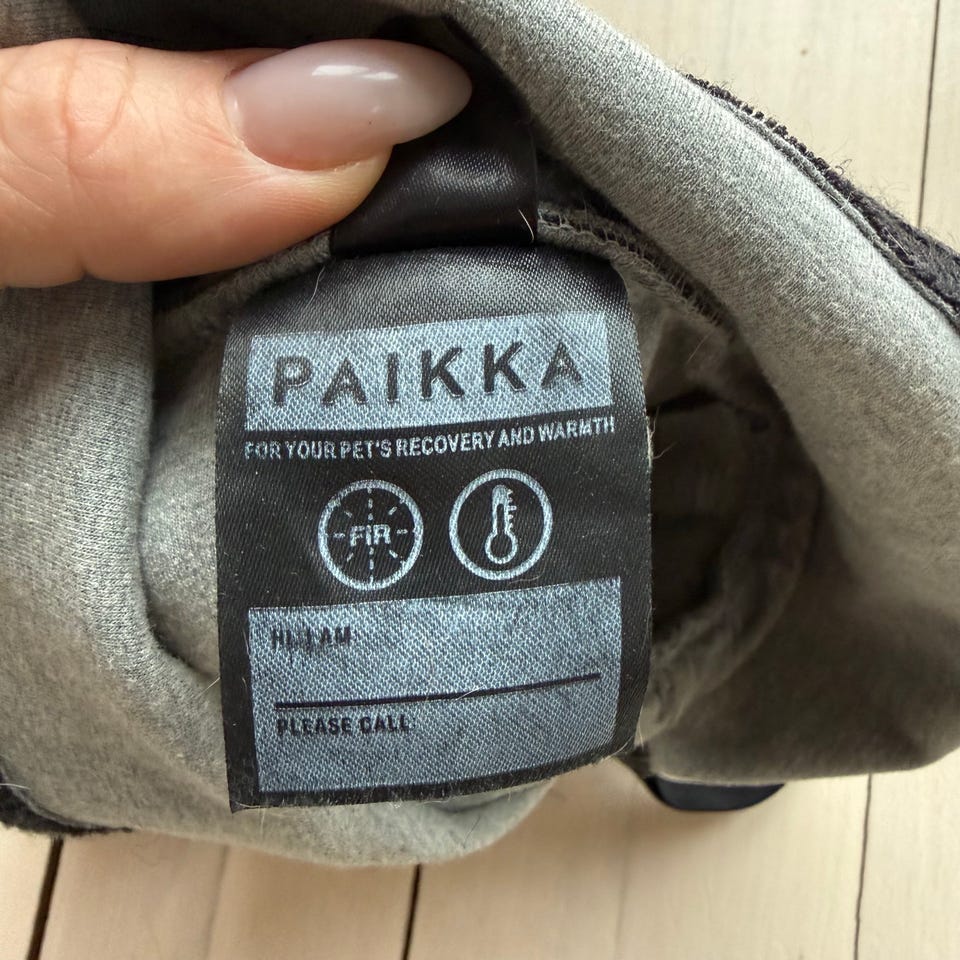 PAIKKA
FOR YOUR PET'S RECOVERY AND WARMTH
FIR
HI, I AM
PLEASE CALL